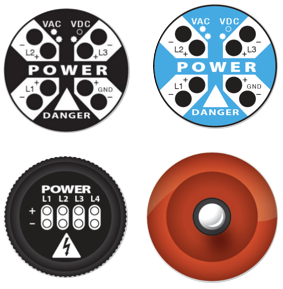 VAC VDC
- -
L2 + + L3
POWER
L1 + + GND
- -
DANGER
VAC VDC
- -
L2 + + L3
POWER
L1 + + GND
- -
DANGER
POWER
L1 L2 L3 L4
+
-